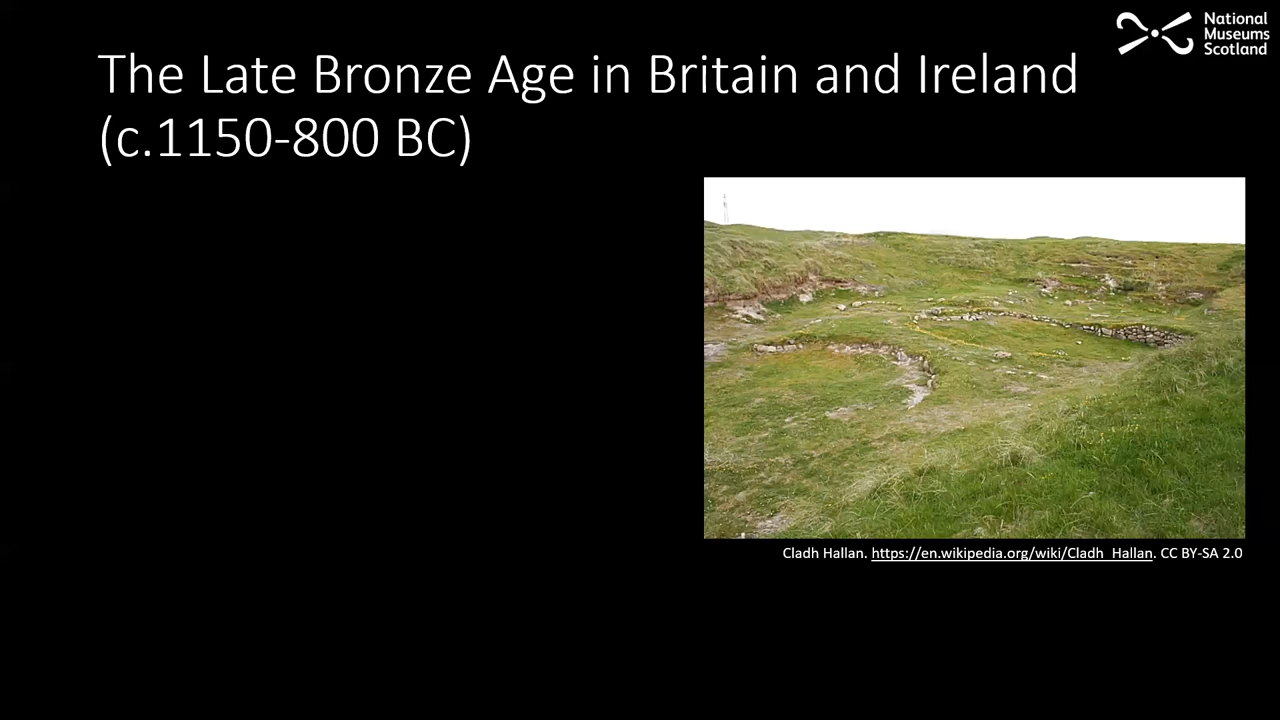 National
Museums
Scotland
The Late Bronze Age in Britain and Ireland
(c.1150-800 BC)
Cladh Hallan. https://en.wikipedia.org/wiki/Cladh_Hallan. CC BY-SA 2.0